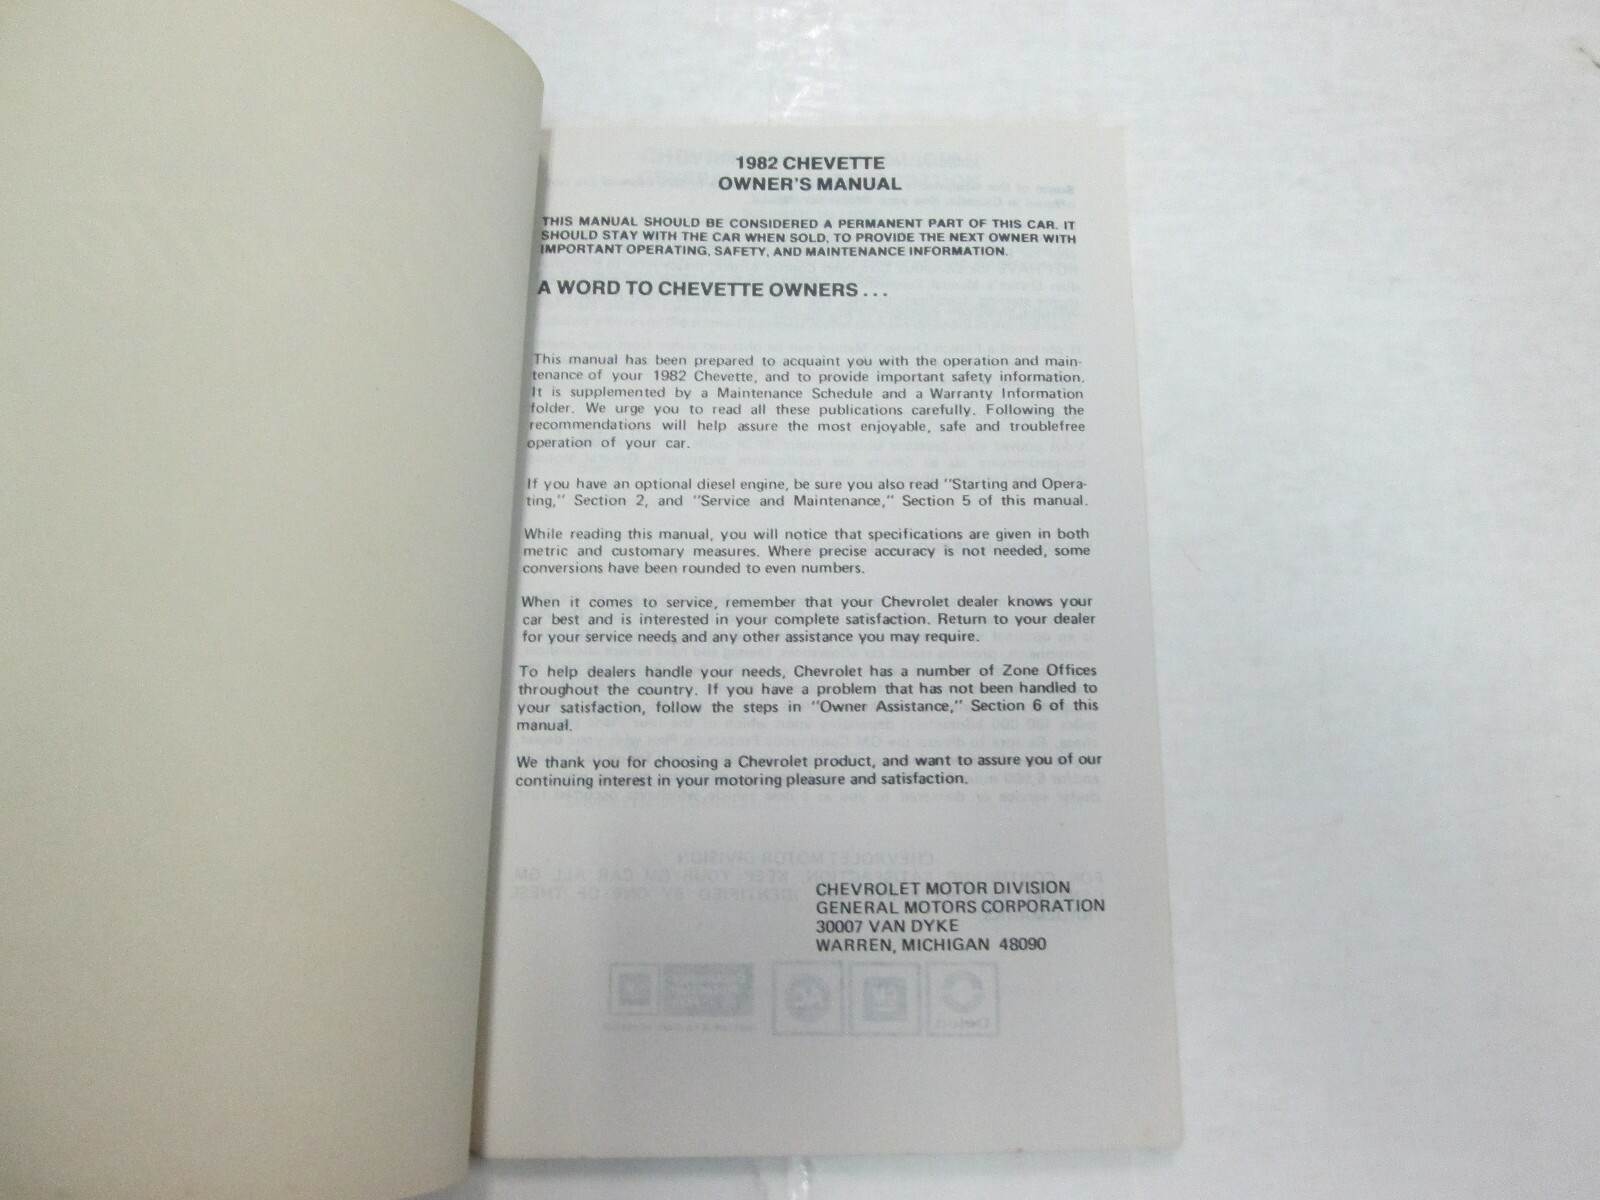 1982 CHEVETTE
OWNER'S MANUAL
THIS MANUAL SHOULD BE CONSIDERED A PERMANENT PART OF THIS CAR. IT
SHOULD STAY WITH THE CAR WHEN SOLD, TO PROVIDE THE NEXT OWNER WITH
IMPORTANT OPERATING, SAFETY, AND MAINTENANCE INFORMATION.
A WORD TO CHEVETTE OWNERS ...
This manual has been prepared to acquaint you with the operation and main-
tenance of your 1982 Chevette, and to provide important safety information.
It is supplemented by a Maintenance Schedule and a Warranty Information
folder. We urge you to read all these publications carefully. Following the
recommendations will help assure the most enjoyable, safe and troublefree
operation of your car.
If you have an optional diesel engine, be sure you also read "Starting and Opera-
ting," Section 2, and "Service and Maintenance," Section 5 of this manual.
While reading this manual, you will notice that specifications are given in both
metric and customary measures. Where precise accuracy is not needed, some
conversions have been rounded to even numbers.
When it comes to service, remember that your Chevrolet dealer knows your
car best and is interested in your complete satisfaction. Return to your dealer
for your service needs and any other assistance you may require.
To help dealers handle your needs, Chevrolet has a number of Zone Offices
throughout the country. If you have a problem that has not been handled to
your satisfaction, follow the steps in "Owner Assistance," Section 6 of this
manual.
We thank you for choosing a Chevrolet product, and want to assure you of our
continuing interest in your motoring pleasure and satisfaction.
CHEVROLET MOTOR DIVISION
GENERAL MOTORS CORPORATION
30007 VAN DYKE
WARREN, MICHIGAN 48090